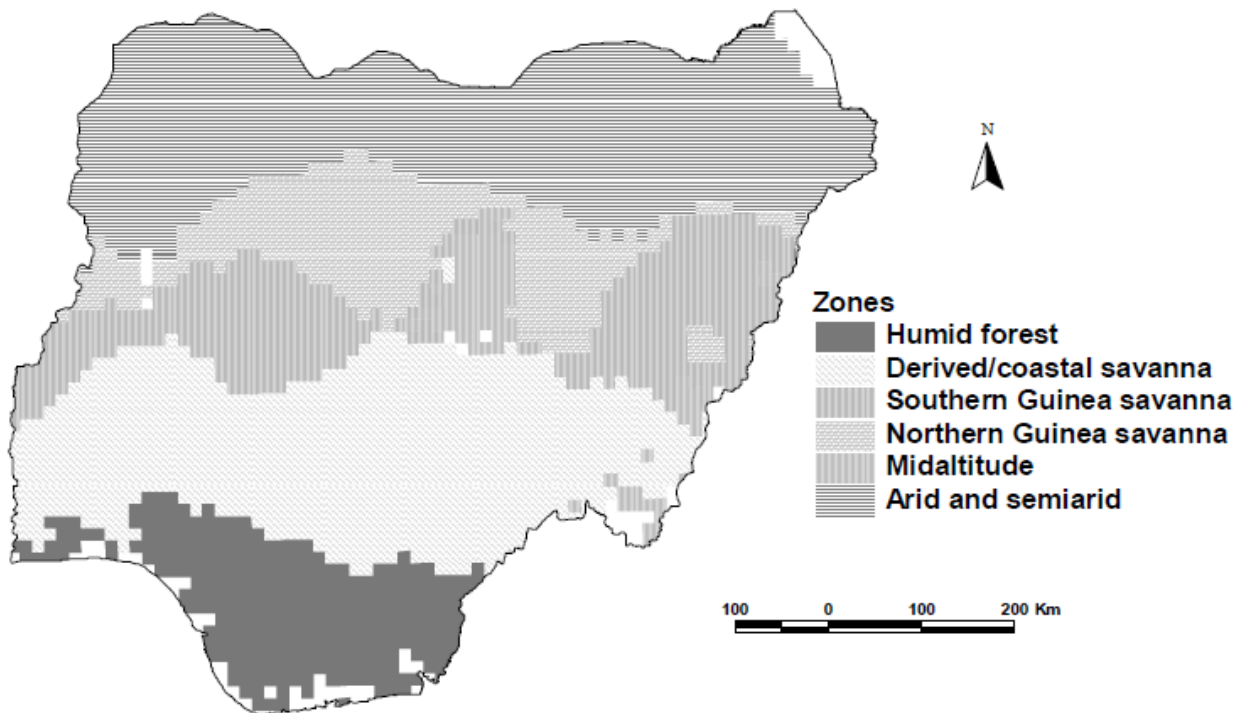 N
Zones
Humid forest
Derived/coastal savanna
Southern Guinea savanna
Northern Guinea savanna
Midaltitude
Arid and semiarid
100 0 100 200 Km